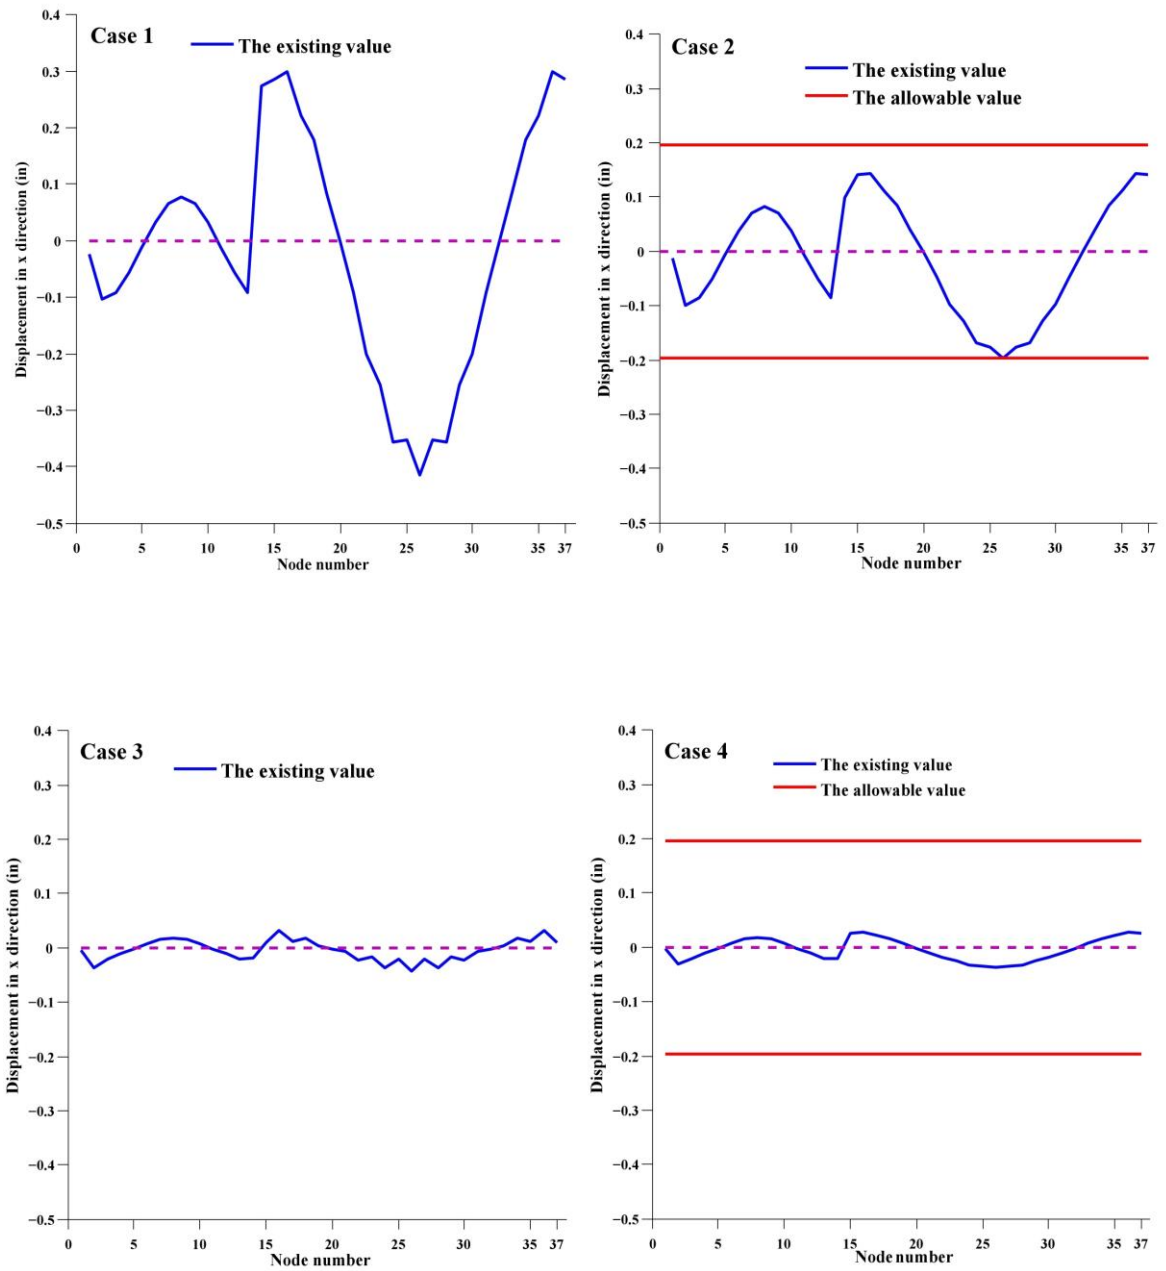 Case 1
The existing value
0.4
0.3
0.2
0.1
0
−0.1
−0.2
−0.3
−0.4
−0.5
Displacement in x direction (in)
0 5 10 15 20 25 30 35 37
Node number
Case 2
The existing value
The allowable value
0.4
0.3
0.2
0.1
0
−0.1
−0.2
−0.3
−0.4
−0.5
Displacement in x direction (in)
0 5 10 15 20 25 30 35 37
Node number
Case 3
The existing value
0.4
0.3
0.2
0.1
0
−0.1
−0.2
−0.3
−0.4
−0.5
Displacement in x direction (in)
0 5 10 15 20 25 30 35 37
Node number
Case 4
The existing value
The allowable value
0.4
0.3
0.2
0.1
0
−0.1
−0.2
−0.3
−0.4
−0.5
Displacement in x direction (in)
0 5 10 15 20 25 30 35 37
Node number